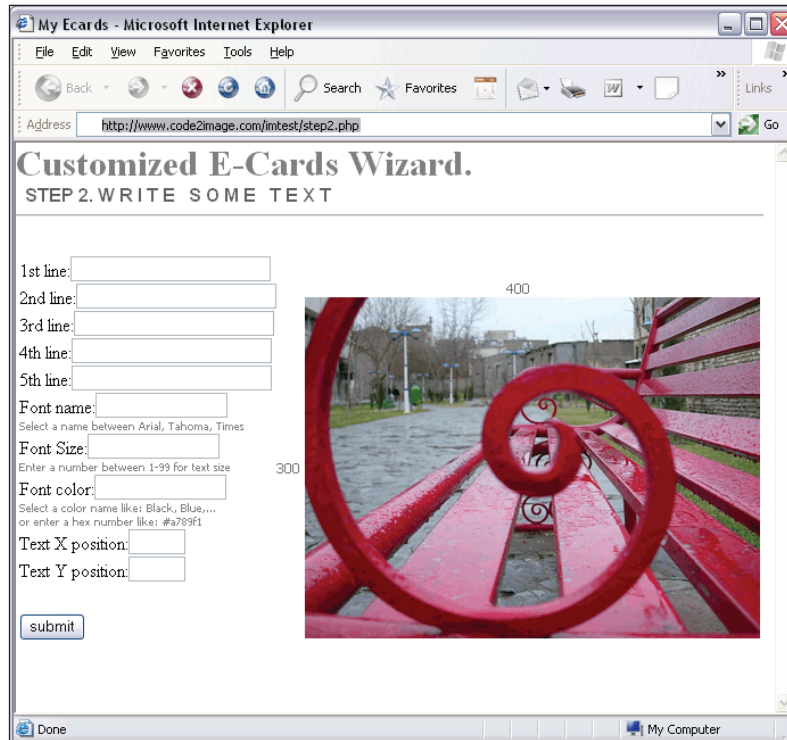 My Ecards - Microsoft Internet Explorer
File Edit View Favorites Tools Help
Back Search Favorites W » Links »
Address http://www.code2image.com/imtest/step2.php Go
Customized E-Cards Wizard.
STEP 2. WRITE SOME TEXT
1st line:
400
2nd line:
3rd line:
4th line:
5th line:
Font name:
Select a name between Arial, Tahoma, Times
Font Size:
Enter a number between 1-99 for text size
300
Font color:
Select a color name like: Black, Blue,...
or enter a hex number like: #a789f1
Text X position:
Text Y position:
submit
Done My Computer